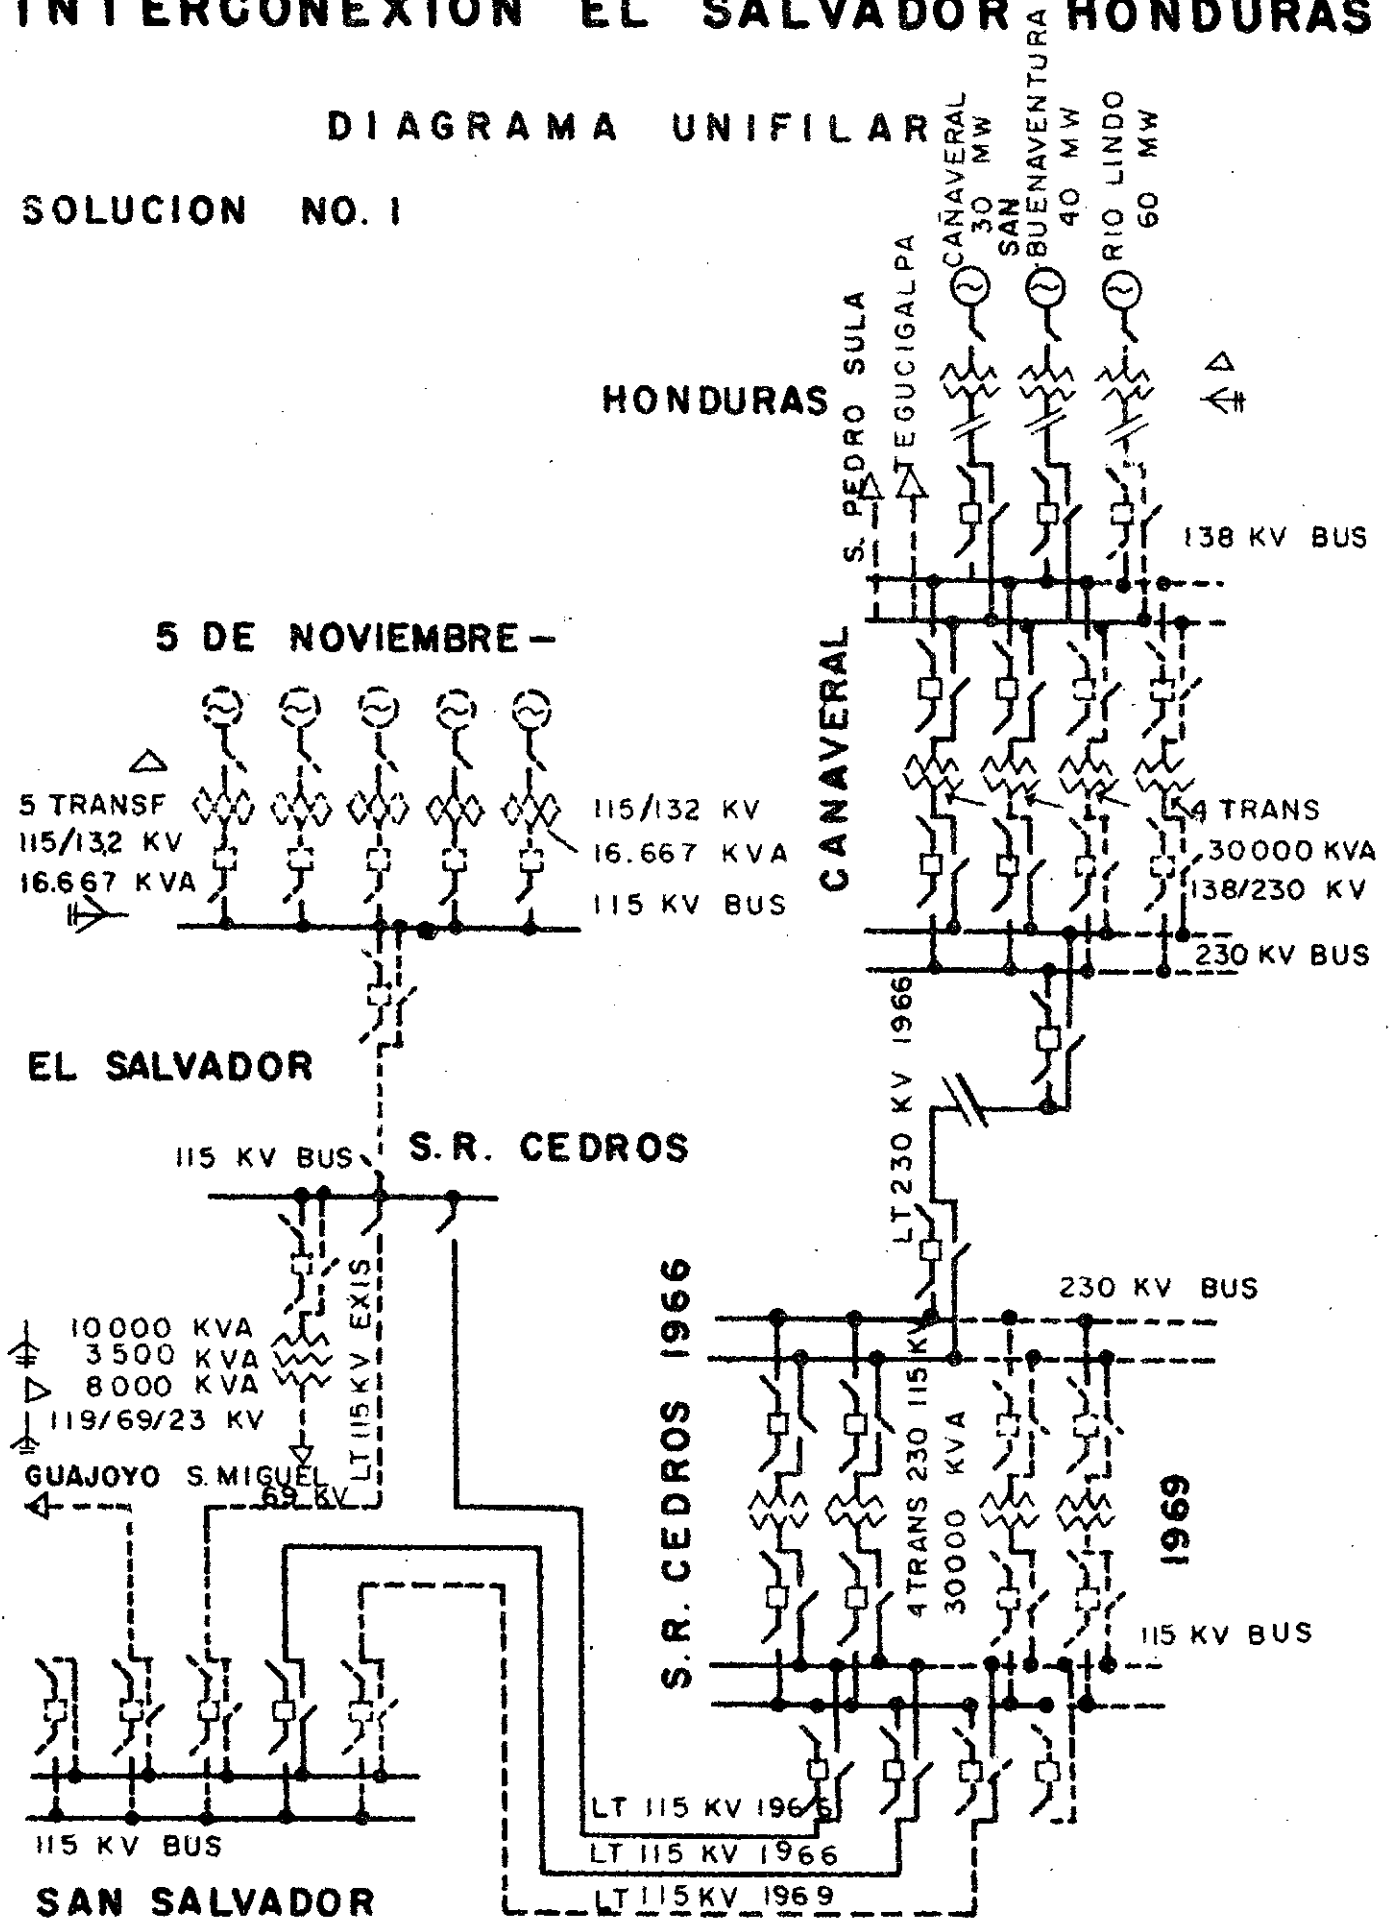 INTERCONEXION EL SALVADOR HONDURAS
DIAGRAMA UNIFILAR
SOLUCION NO. 1
CAÑAVERAL
30 MW
SAN
BUENAVENTURA
40 MW
RIO LINDO
60 MW
S. PEDRO SULA
TEGUCIGALPA
HONDURAS
138 KV BUS
5 DE NOVIEMBRE—
CANAVERAL
5 TRANSF
115/132 KV
16.667 KVA
115/132 KV
16.667 KVA
115 KV BUS
4 TRANS
30000 KVA
138/230 KV
230 KV BUS
EL SALVADOR
LT 230 KV 1966
115 KV BUS
S.R. CEDROS
230 KV BUS
10000 KVA
3500 KVA
8000 KVA
119/69/23 KV
LT 115 KV EXIS
GUAJOYO
S. MIGUEL
69 KV
S.R. CEDROS 1966
4 TRANS 230 115 KV
30000 KVA
1969
115 KV BUS
LT 115 KV 1966
LT 115 KV 1966
LT 115 KV 1969
115 KV BUS
SAN SALVADOR